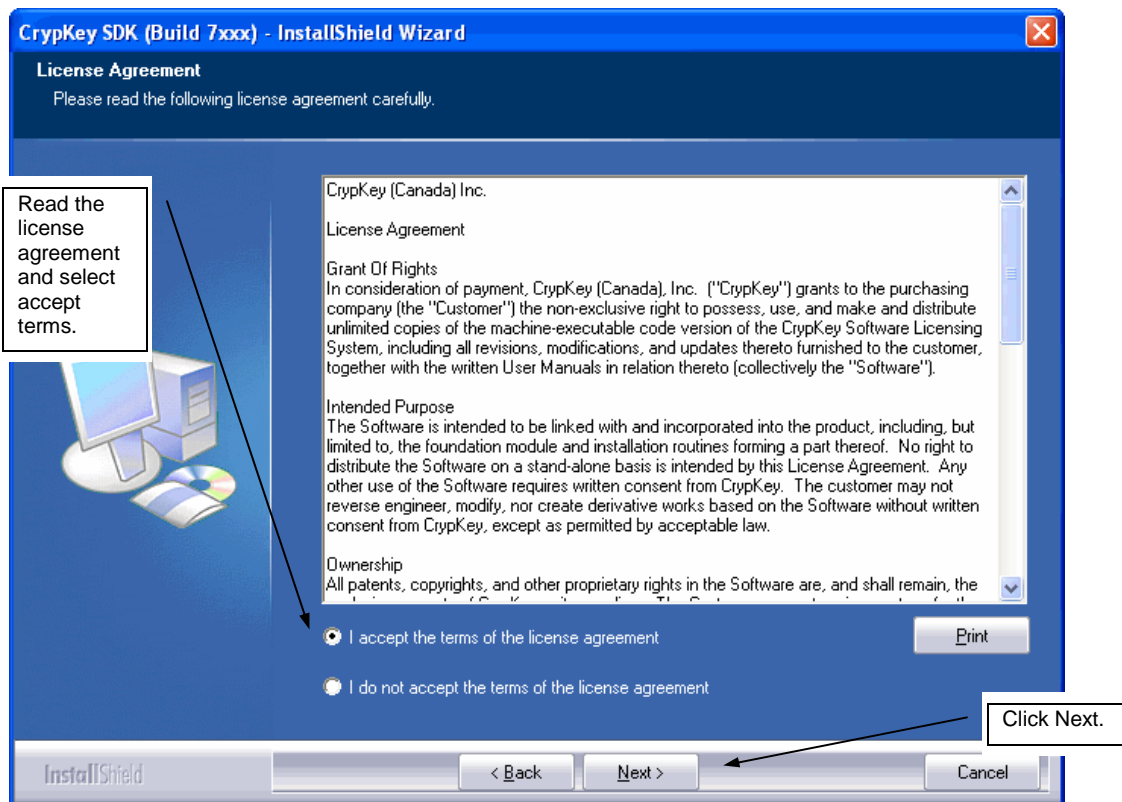 CrypKey SDK (Build 7xxx) - InstallShield Wizard
License Agreement
Please read the following license agreement carefully.
Read the
license
agreement
and select
accept
terms.
CrypKey (Canada) Inc.
License Agreement
Grant Of Rights
In consideration of payment, CrypKey (Canada), Inc.  ("CrypKey") grants to the purchasing
company (the "Customer") the non-exclusive right to possess, use, and make and distribute
unlimited copies of the machine-executable code version of the CrypKey Software Licensing
System, including all revisions, modifications, and updates thereto furnished to the customer,
together with the written User Manuals in relation thereto (collectively the "Software").
Intended Purpose
The Software is intended to be linked with and incorporated into the product, including, but
limited to, the foundation module and installation routines forming a part thereof.  No right to
distribute the Software on a stand-alone basis is intended by this License Agreement.  Any
other use of the Software requires written consent from CrypKey.  The customer may not
reverse engineer, modify, nor create derivative works based on the Software without written
consent from CrypKey, except as permitted by acceptable law.
Ownership
All patents, copyrights, and other proprietary rights in the Software are, and shall remain, the
I accept the terms of the license agreement
Print
I do not accept the terms of the license agreement
Click Next.
InstallShield
< Back
Next >
Cancel